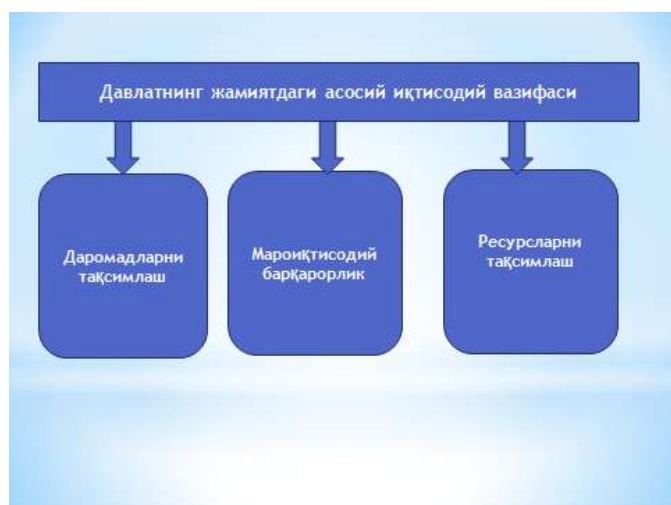 Давлатнинг жамиятдаги асосий иқтисодий вазифаси
Даромадларни
тақсимлаш
Мароиқтисодий
барқарорлик
Ресурсларни
тақсимлаш